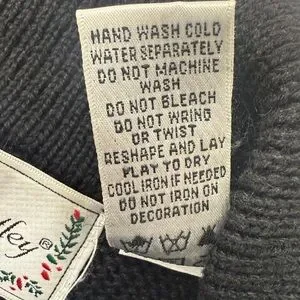 HAND WASH COLD
WATER SEPARATELY
DO NOT MACHINE
WASH
DO NOT BLEACH
DO NOT WRING
OR TWIST
RESHAPE AND LAY
FLAT TO DRY
COOL IRON IF NEEDED
DO NOT IRON ON
DECORATION
ley®